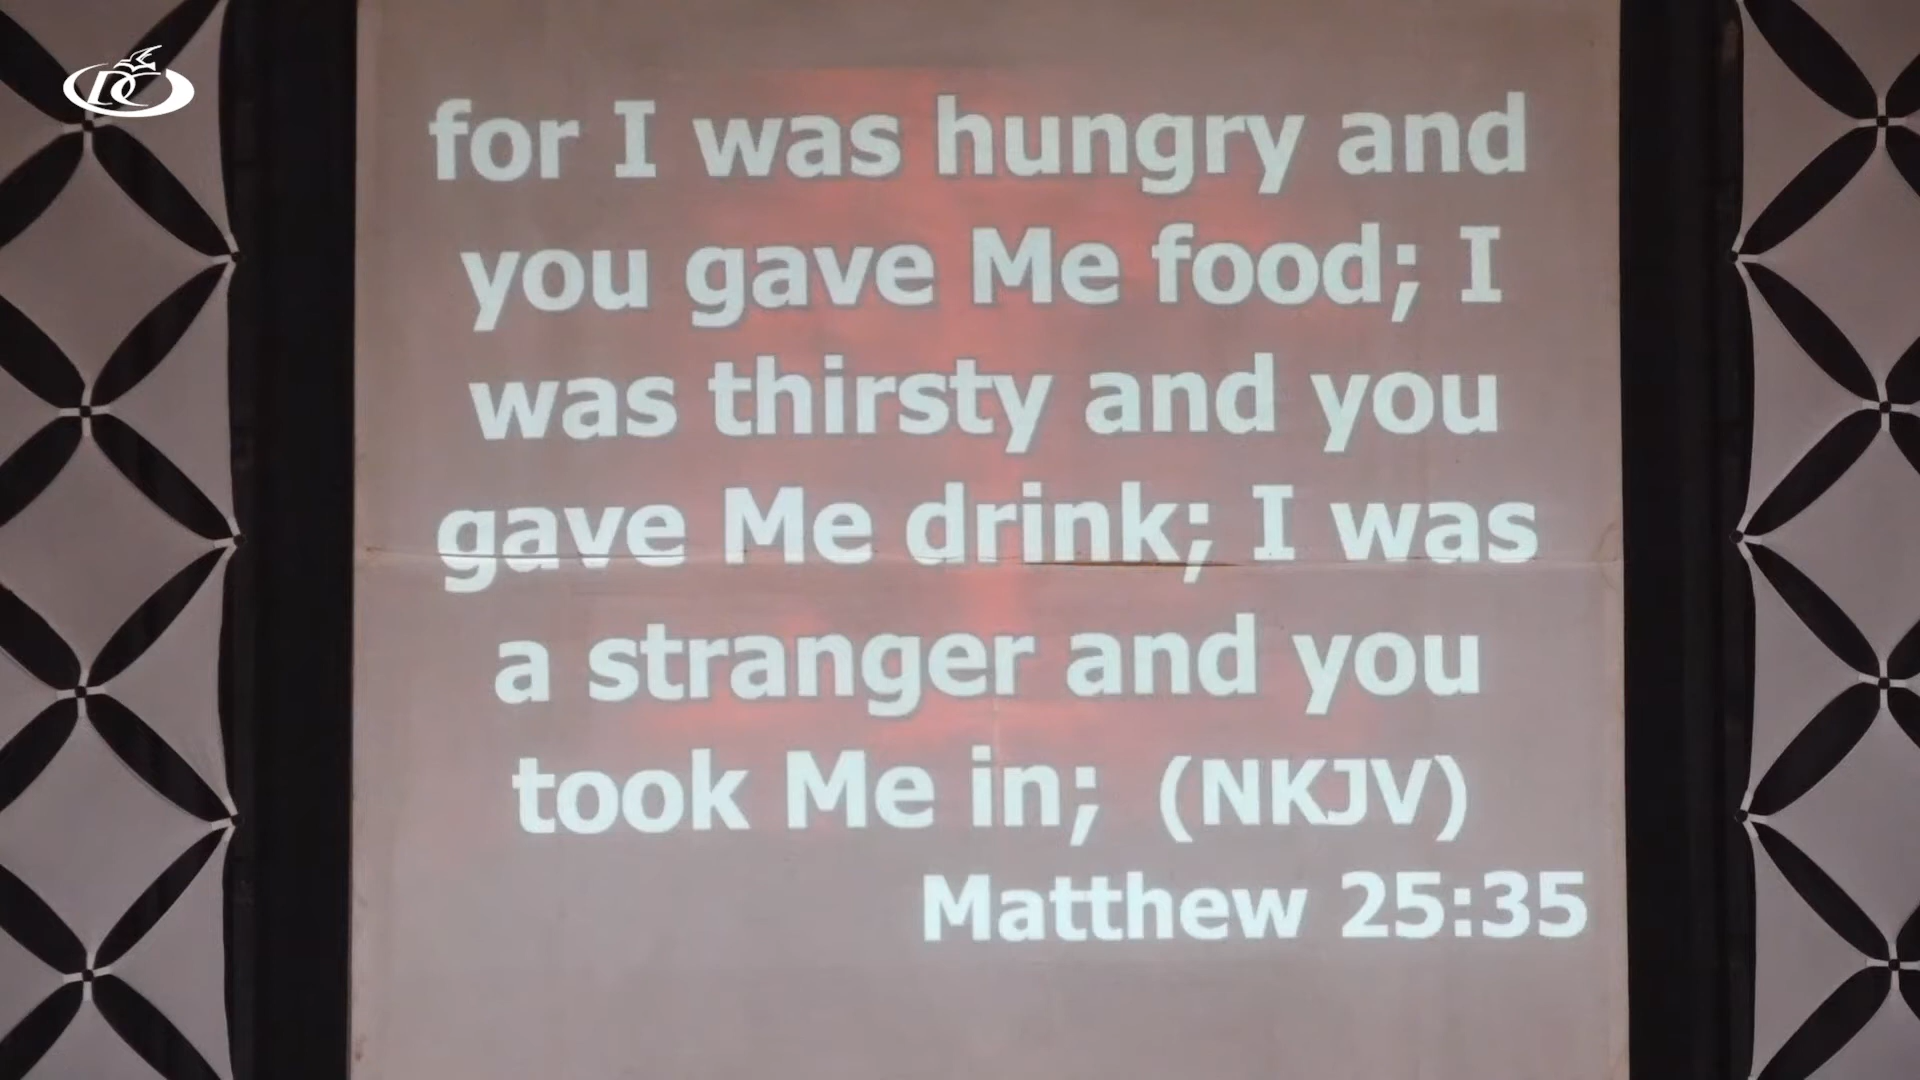 DC
for I was hungry and
you gave Me food; I
was thirsty and you
gave Me drink; I was
a stranger and you
took Me in; (NKJV)
Matthew 25:35